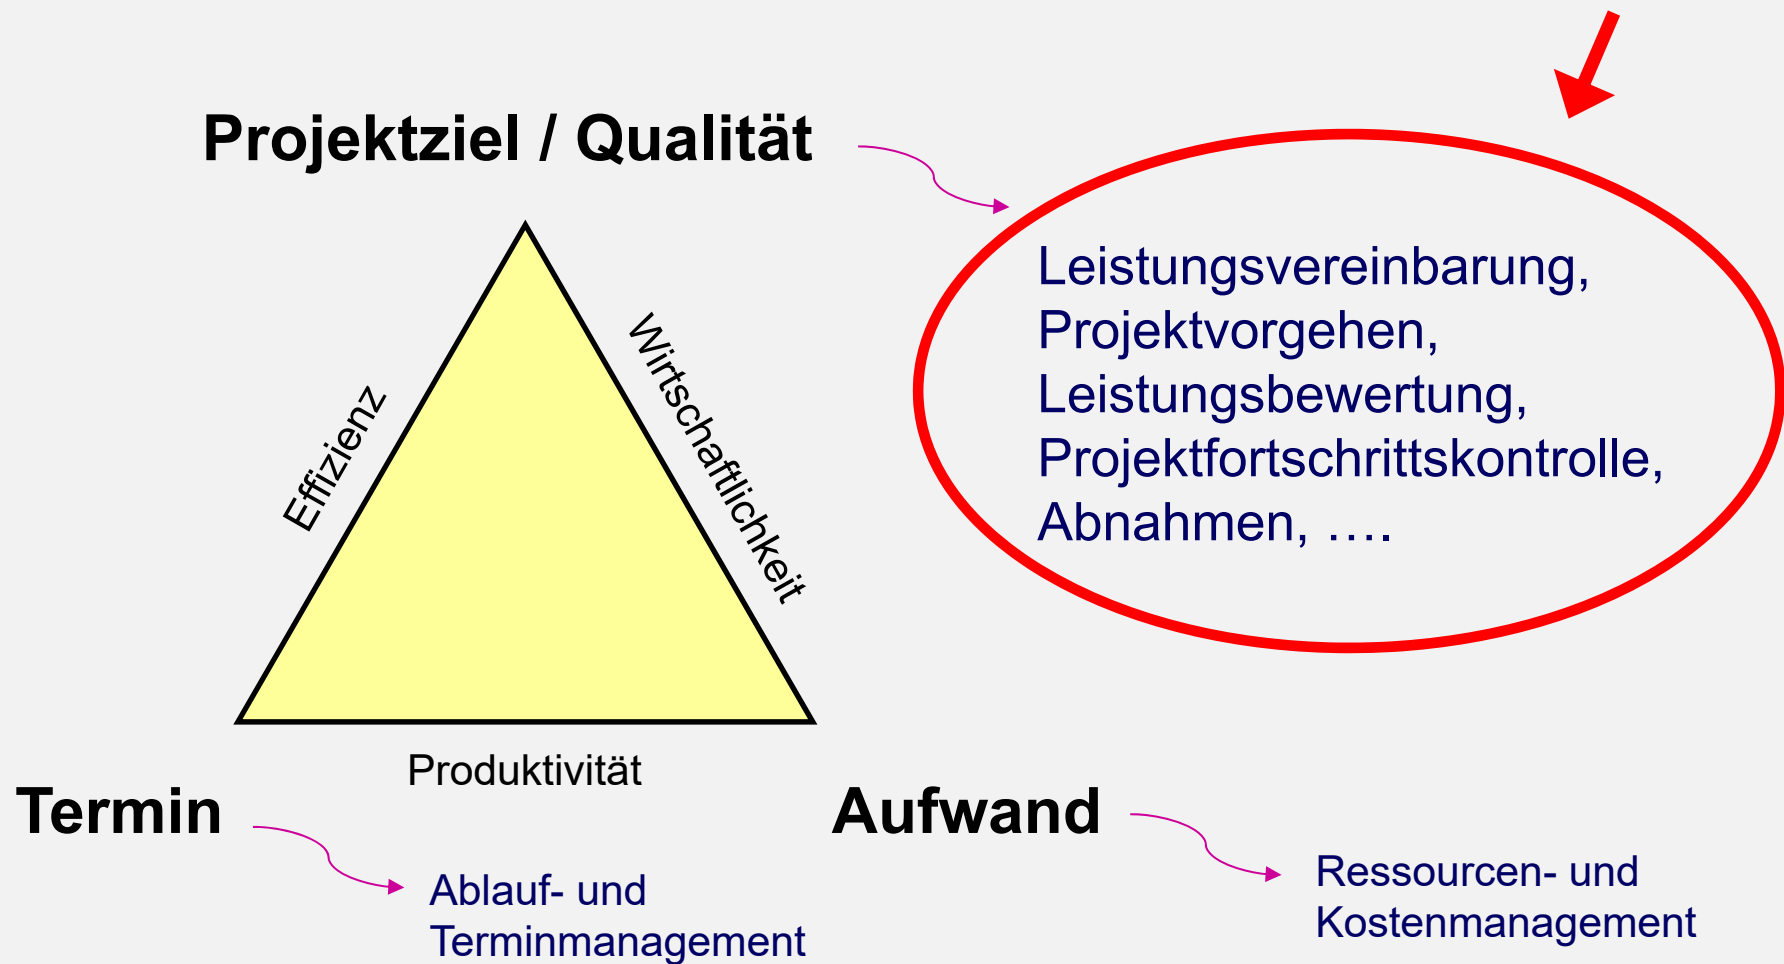 Projektziel / Qualität
Leistungsvereinbarung,
Projektvorgehen,
Leistungsbewertung,
Projektfortschrittskontrolle,
Abnahmen, ….
Effizienz
Wirtschaftlichkeit
Produktivität
Termin
Aufwand
Ablauf- und
Terminmanagement
Ressourcen- und
Kostenmanagement